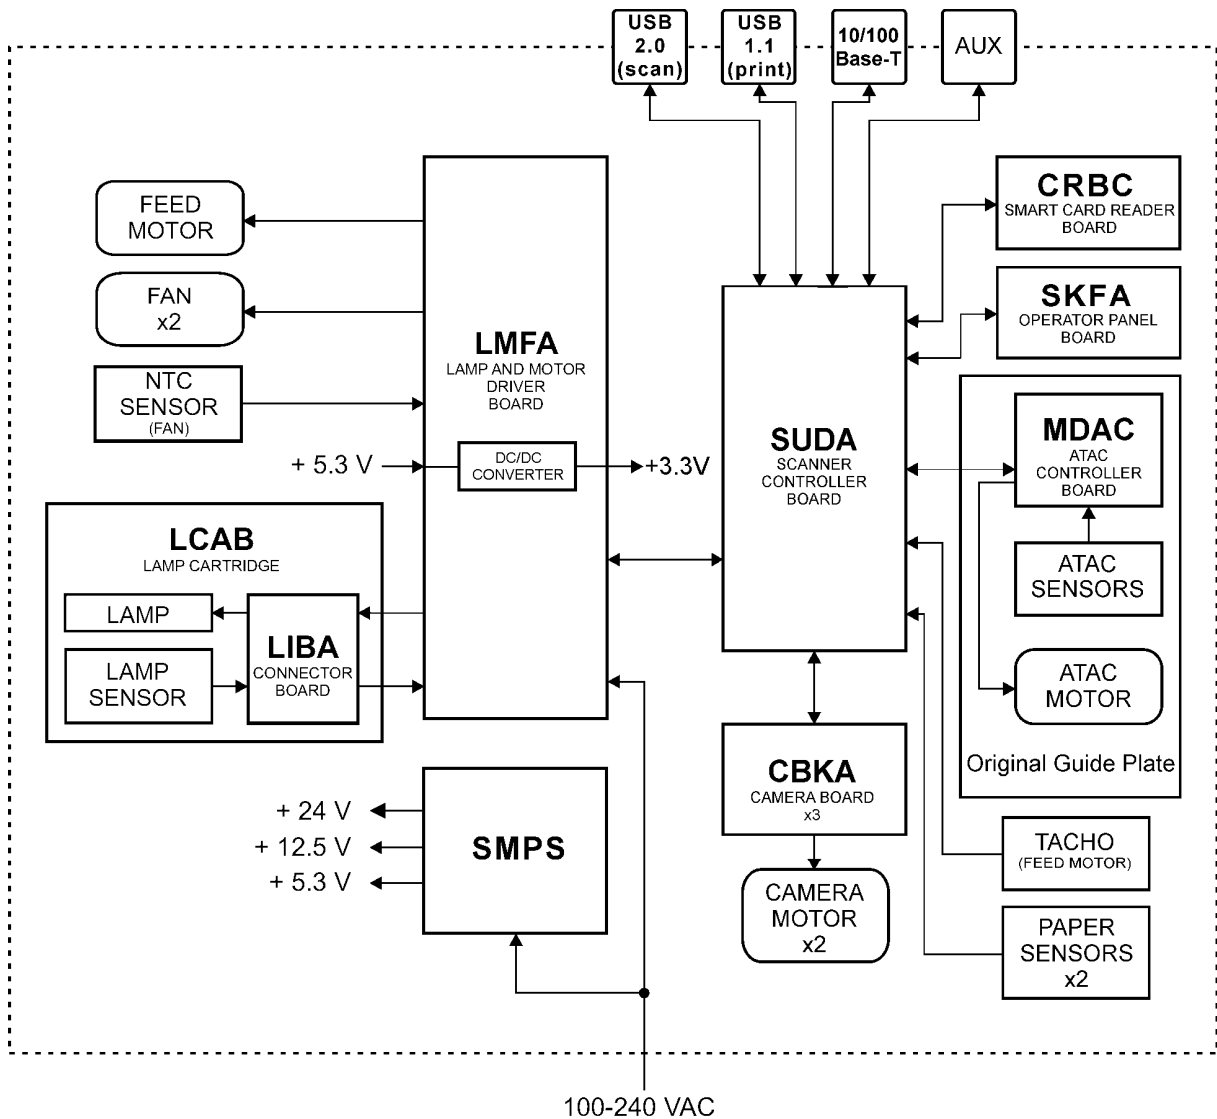 USB
2.0
(scan)
USB
1.1
(print)
10/100
Base-T
AUX
FEED
MOTOR
FAN
x2
NTC
SENSOR
(FAN)
+ 5.3 V
LMFA
LAMP AND MOTOR
DRIVER
BOARD
DC/DC
CONVERTER
+3.3V
LCAB
LAMP CARTRIDGE
LAMP
LAMP
SENSOR
LIBA
CONNECTOR
BOARD
SUDA
SCANNER
CONTROLLER
BOARD
CRBC
SMART CARD READER
BOARD
SKFA
OPERATOR PANEL
BOARD
MDAC
ATAC
CONTROLLER
BOARD
ATAC
SENSORS
ATAC
MOTOR
Original Guide Plate
+ 24 V
+ 12.5 V
+ 5.3 V
SMPS
CBKA
CAMERA BOARD
x3
CAMERA
MOTOR
x2
TACHO
(FEED MOTOR)
PAPER
SENSORS
x2
100-240 VAC